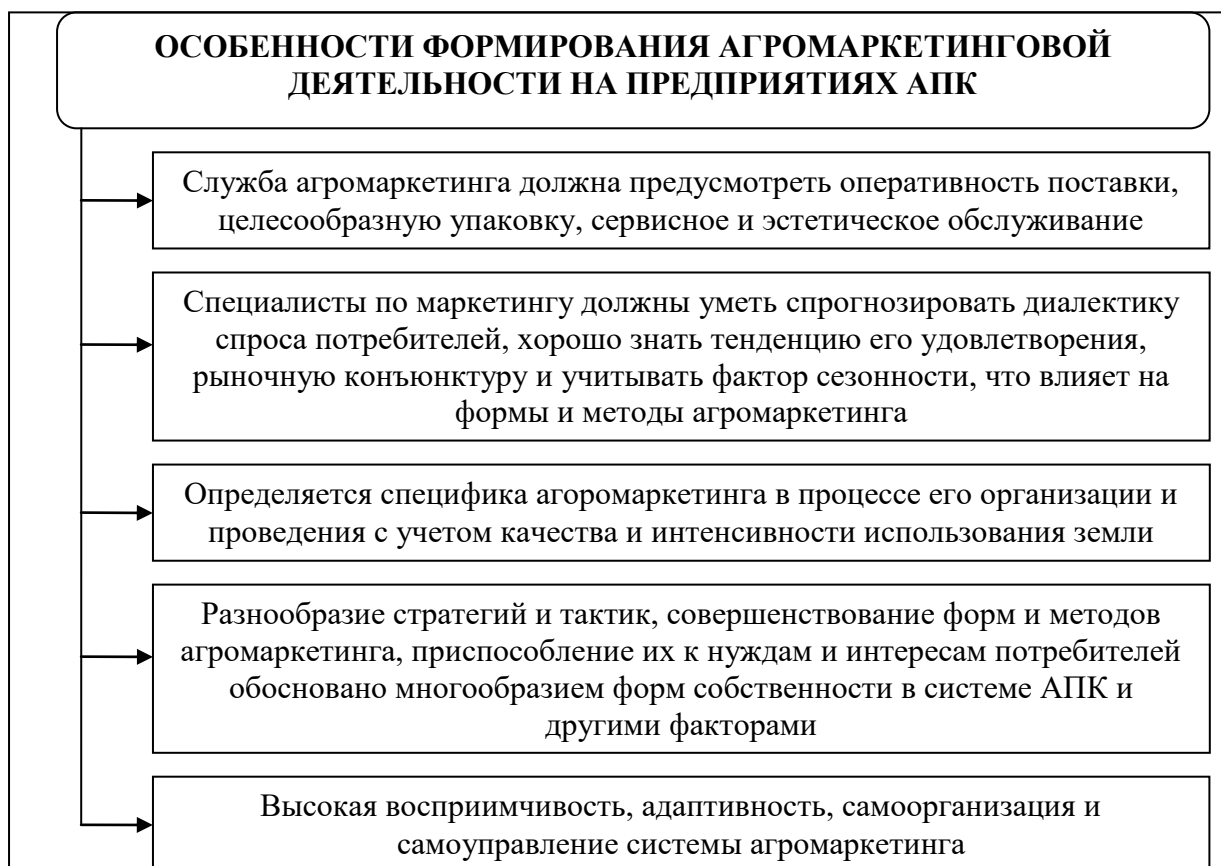 ОСОБЕННОСТИ ФОРМИРОВАНИЯ АГРОМАРКЕТИНГОВОЙ
ДЕЯТЕЛЬНОСТИ НА ПРЕДПРИЯТИЯХ АПК
Служба агромаркетинга должна предусмотреть оперативность поставки,
целесообразную упаковку, сервисное и эстетическое обслуживание
Специалисты по маркетингу должны уметь спрогнозировать диалектику
спроса потребителей, хорошо знать тенденцию его удовлетворения,
рыночную конъюнктуру и учитывать фактор сезонности, что влияет на
формы и методы агромаркетинга
Определяется специфика агоромаркетинга в процессе его организации и
проведения с учетом качества и интенсивности использования земли
Разнообразие стратегий и тактик, совершенствование форм и методов
агромаркетинга, приспособление их к нуждам и интересам потребителей
обосновано многообразием форм собственности в системе АПК и
другими факторами
Высокая восприимчивость, адаптивность, самоорганизация и
самоуправление системы агромаркетинга